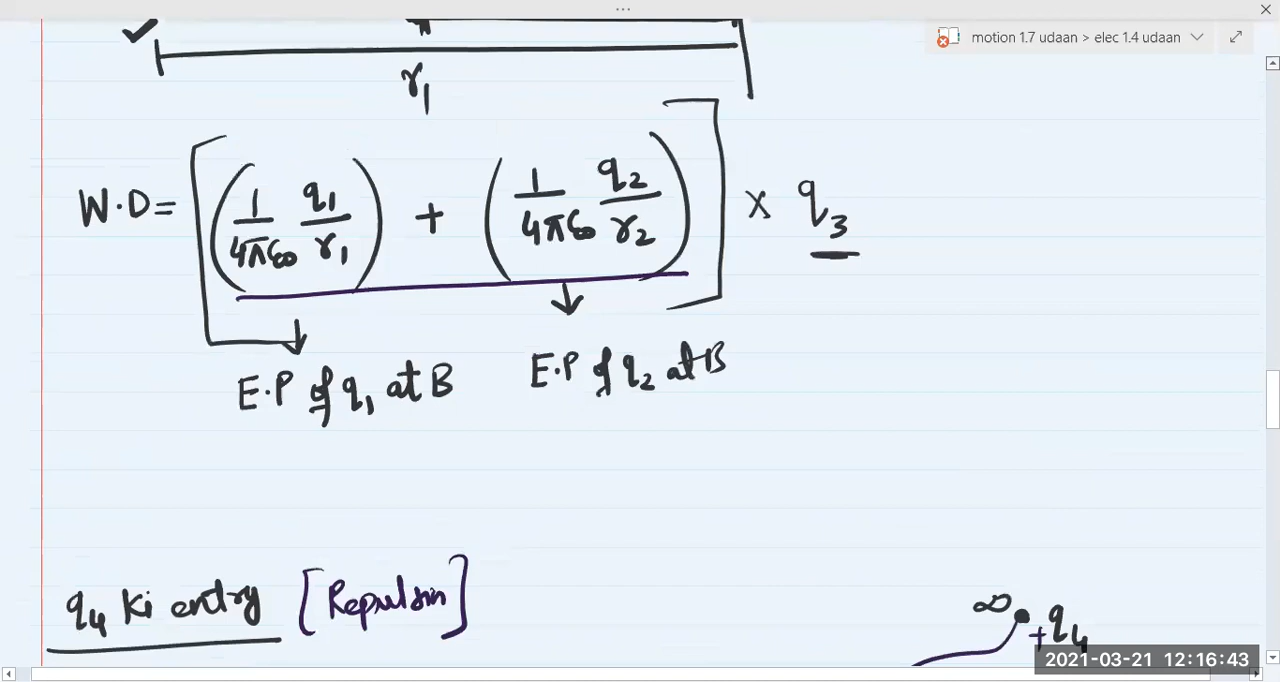 ...
motion 1.7 udaan > elec 1.4 udaan
r₁
W.D = [(1/4πε₀ q₁/r₁) + (1/4πε₀ q₂/r₂)] × q₃
E.P of q₁ at B
E.P of q₂ at B
q₄ Ki entry [Repulsion]
∞
+q₄
2021-03-21 12:16:43